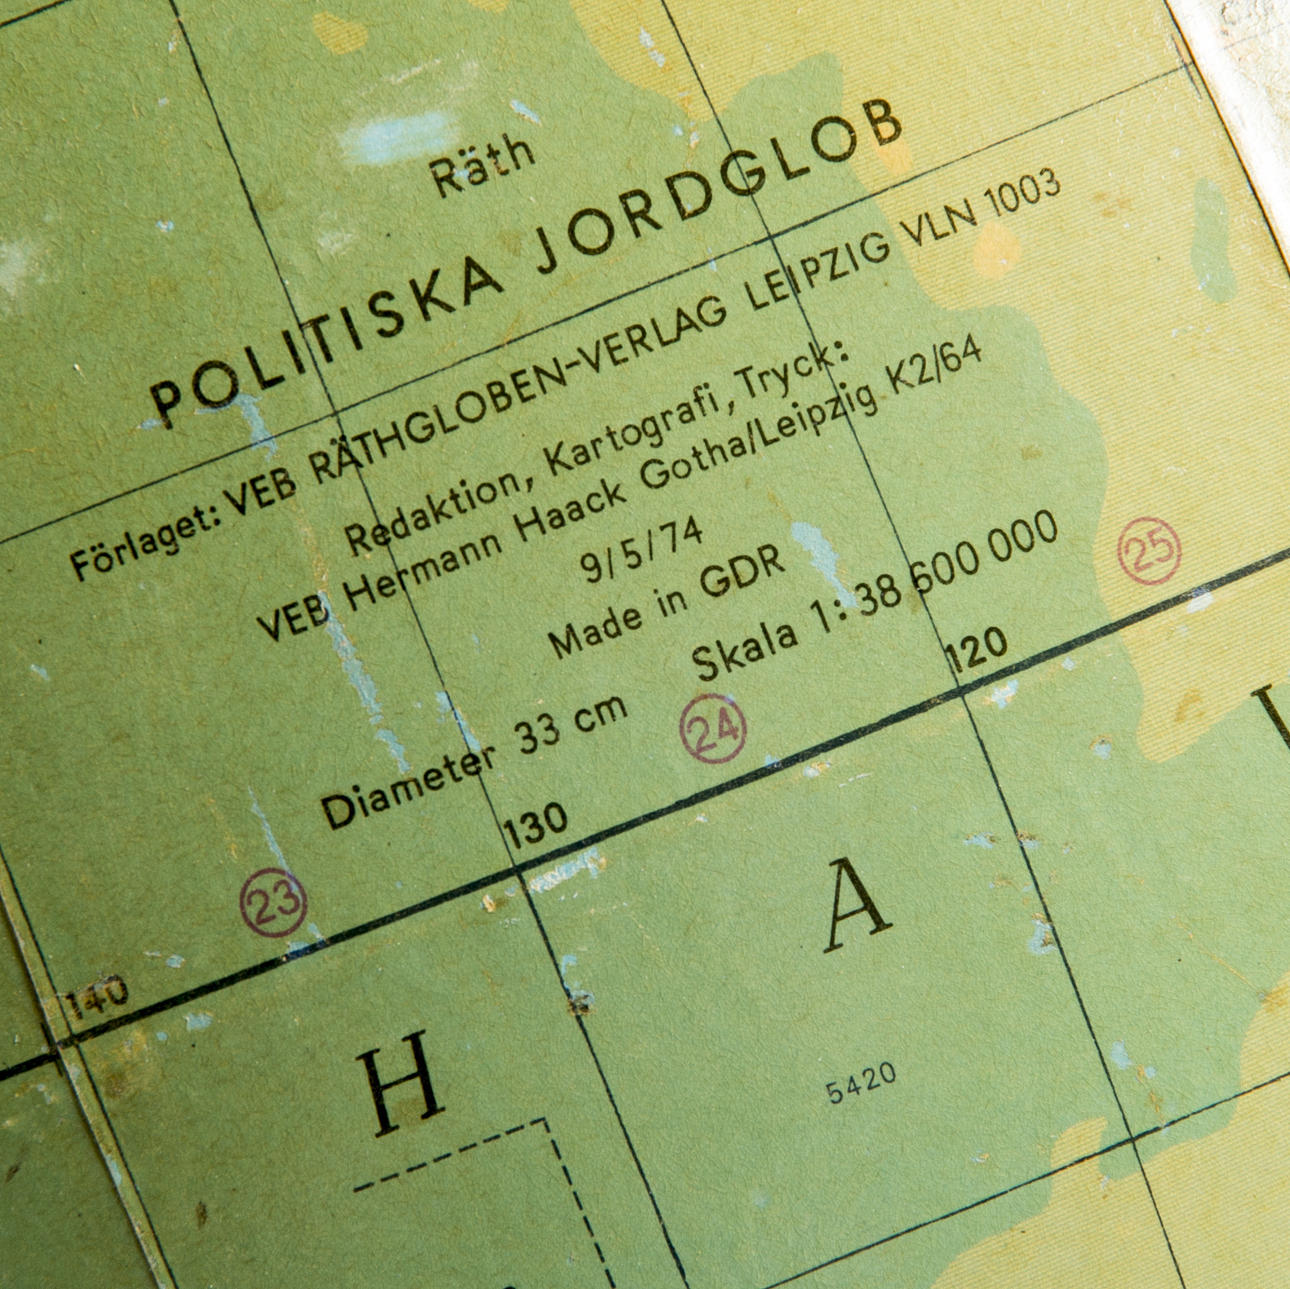 Räth
POLITISKA JORDGLOB
Förlaget: VEB RÄTHGLOBEN-VERLAG LEIPZIG VLN 1003
Redaktion, Kartografi, Tryck:
VEB Hermann Haack Gotha/Leipzig K2/64
9/5/74
Made in GDR
Diameter 33 cm Skala 1:38 600 000
25
24
23
120
130
140
H A
5420